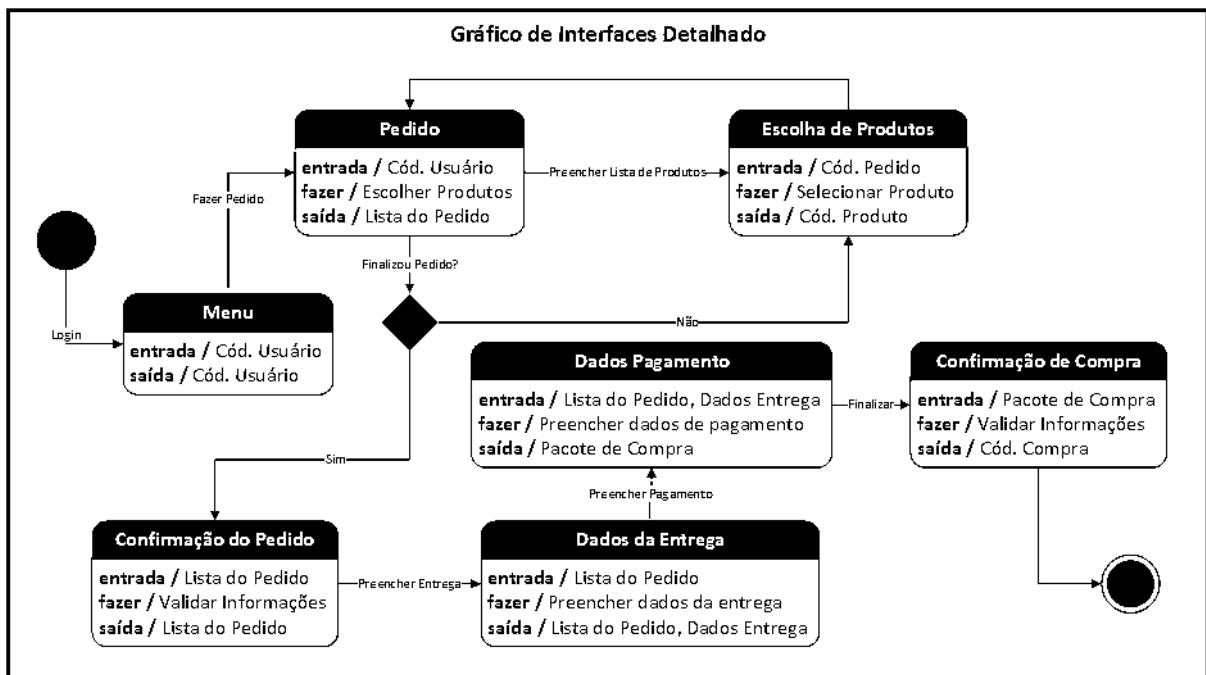 Gráfico de Interfaces Detalhado
Pedido
entrada / Cód. Usuário
fazer / Escolher Produtos
saída / Lista do Pedido
Preencher Lista de Produtos
Escolha de Produtos
entrada / Cód. Pedido
fazer / Selecionar Produto
saída / Cód. Produto
Fazer Pedido
Finalizou Pedido?
Login
Menu
entrada / Cód. Usuário
saída / Cód. Usuário
Não
Dados Pagamento
entrada / Lista do Pedido, Dados Entrega
fazer / Preencher dados de pagamento
saída / Pacote de Compra
Finalizar
Confirmação de Compra
entrada / Pacote de Compra
fazer / Validar Informações
saída / Cód. Compra
Sim
Preencher Pagamento
Confirmação do Pedido
entrada / Lista do Pedido
fazer / Validar Informações
saída / Lista do Pedido
Preencher Entrega
Dados da Entrega
entrada / Lista do Pedido
fazer / Preencher dados da entrega
saída / Lista do Pedido, Dados Entrega